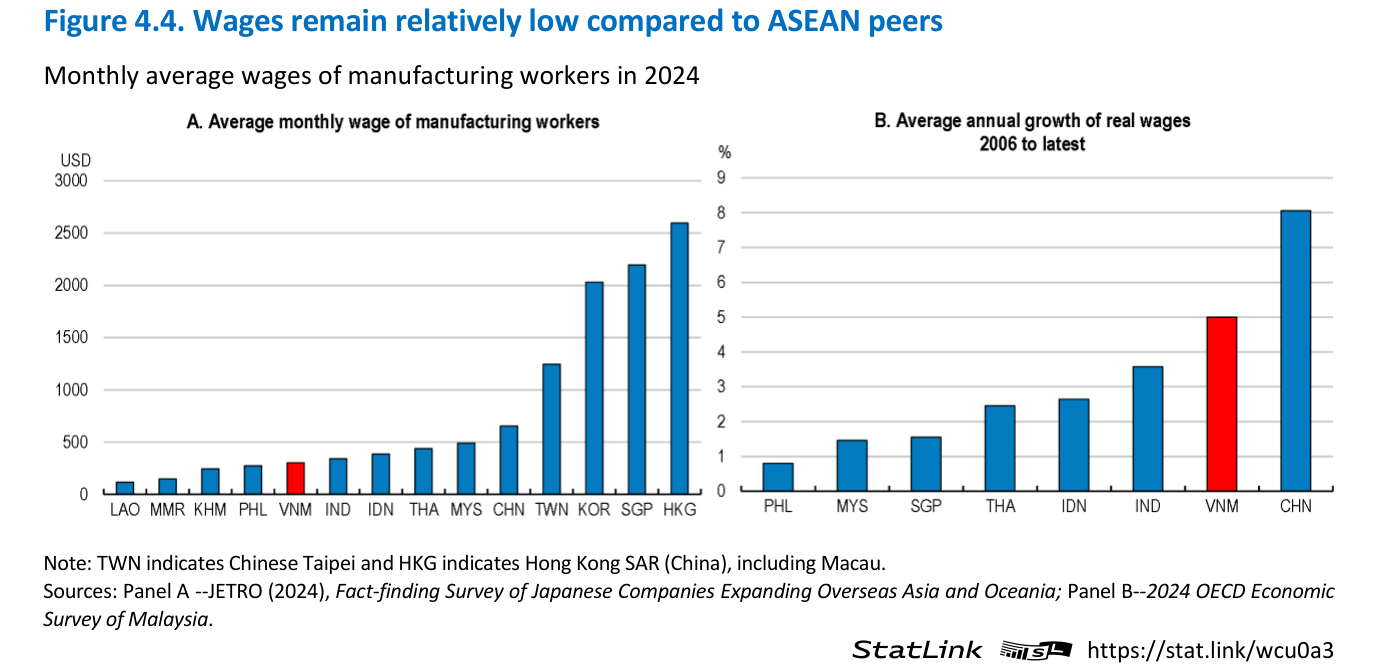 Figure 4.4. Wages remain relatively low compared to ASEAN peers
Monthly average wages of manufacturing workers in 2024
A. Average monthly wage of manufacturing workers
USD
3000
2500
2000
1500
1000
500
0
LAO MMR KHM PHL VNM IND IDN THA MYS CHN TWN KOR SGP HKG
B. Average annual growth of real wages
2006 to latest
%
9
8
7
6
5
4
3
2
1
0
PHL MYS SGP THA IDN IND VNM CHN
Note: TWN indicates Chinese Taipei and HKG indicates Hong Kong SAR (China), including Macau.
Sources: Panel A --JETRO (2024), Fact-finding Survey of Japanese Companies Expanding Overseas Asia and Oceania; Panel B--2024 OECD Economic
Survey of Malaysia.
StatLink SL https://stat.link/wcu0a3